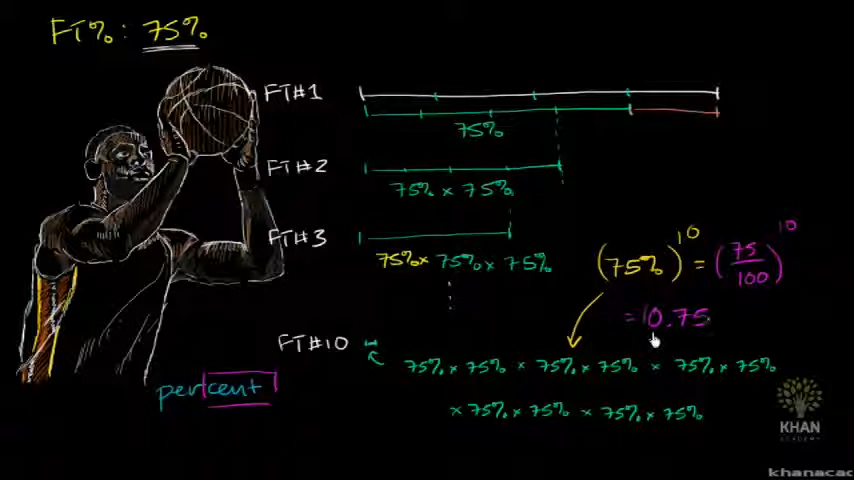 FT%: 75%
FT#1
75%
FT#2
75% × 75%
FT#3
75% × 75% × 75%
(75%)^10 = (75/100)^10
= 10.75
FT#10
75% × 75% × 75% × 75% × 75% × 75%
× 75% × 75% × 75% × 75%
percent
KHAN
ACADEMY
khanacac